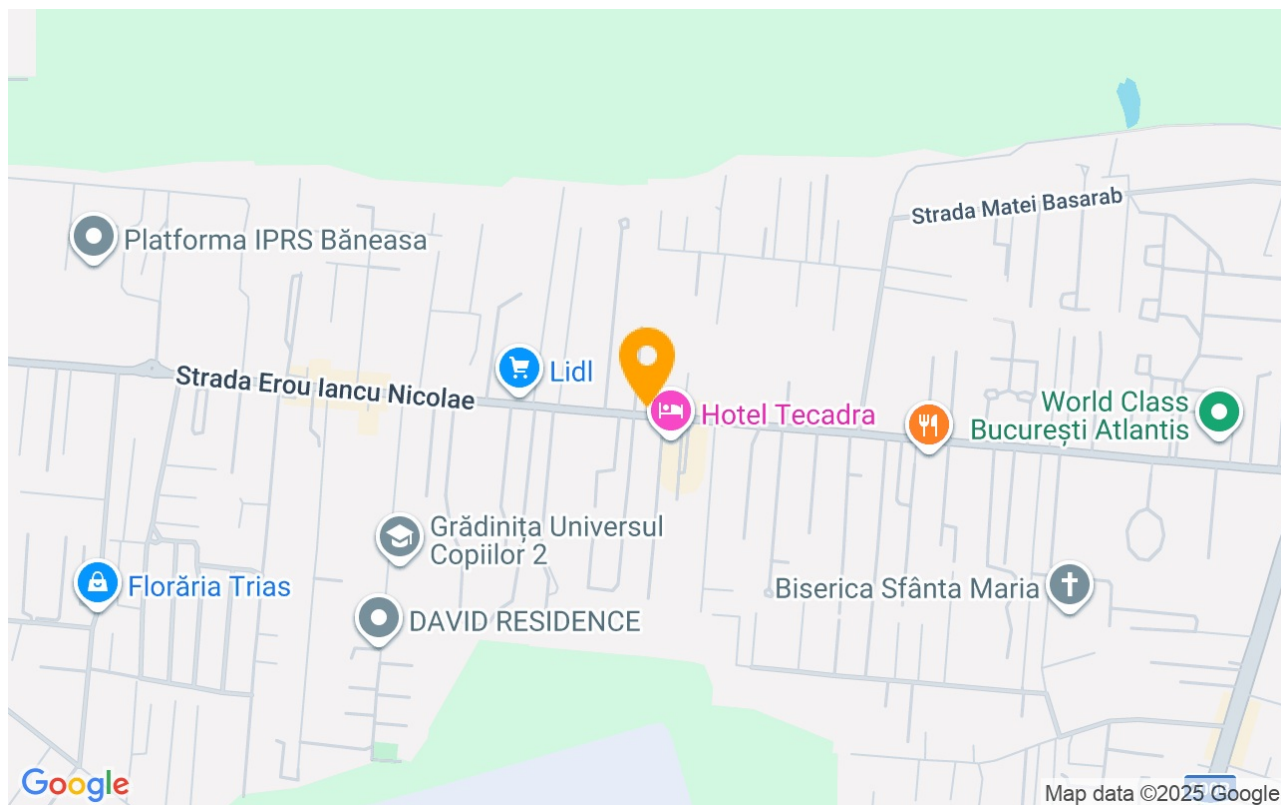 Strada Matei Basarab
Platforma IPRS Băneasa
Strada Erou Iancu Nicolae
Lidl
Hotel Tecadra
World Class
București Atlantis
Grădinița Universul
Copiilor 2
Florăria Trias
Biserica Sfânta Maria
DAVID RESIDENCE
Google
Map data ©2025 Google